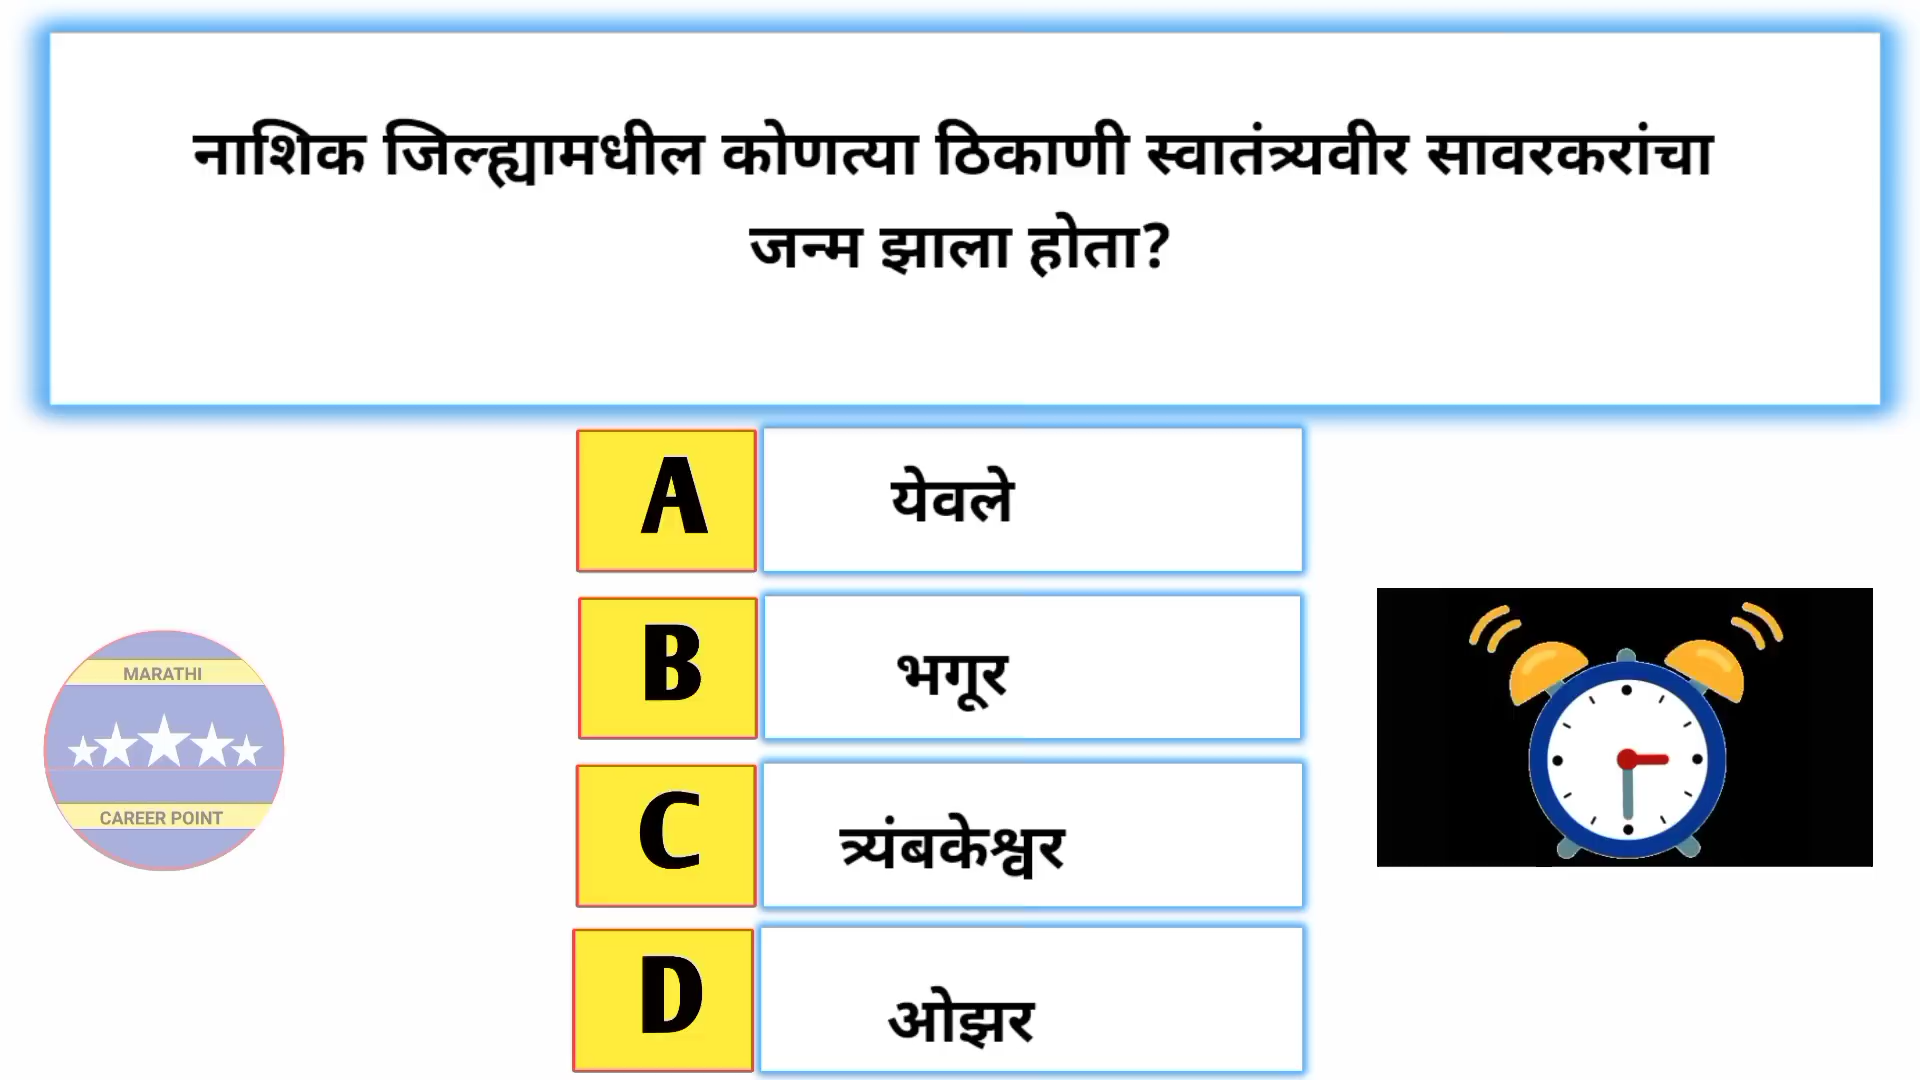 नाशिक जिल्ह्यामधील कोणत्या ठिकाणी स्वातंत्र्यवीर सावरकरांचा
जन्म झाला होता?
A येवले
B भगूर
C त्र्यंबकेश्वर
D ओझर
MARATHI
CAREER POINT